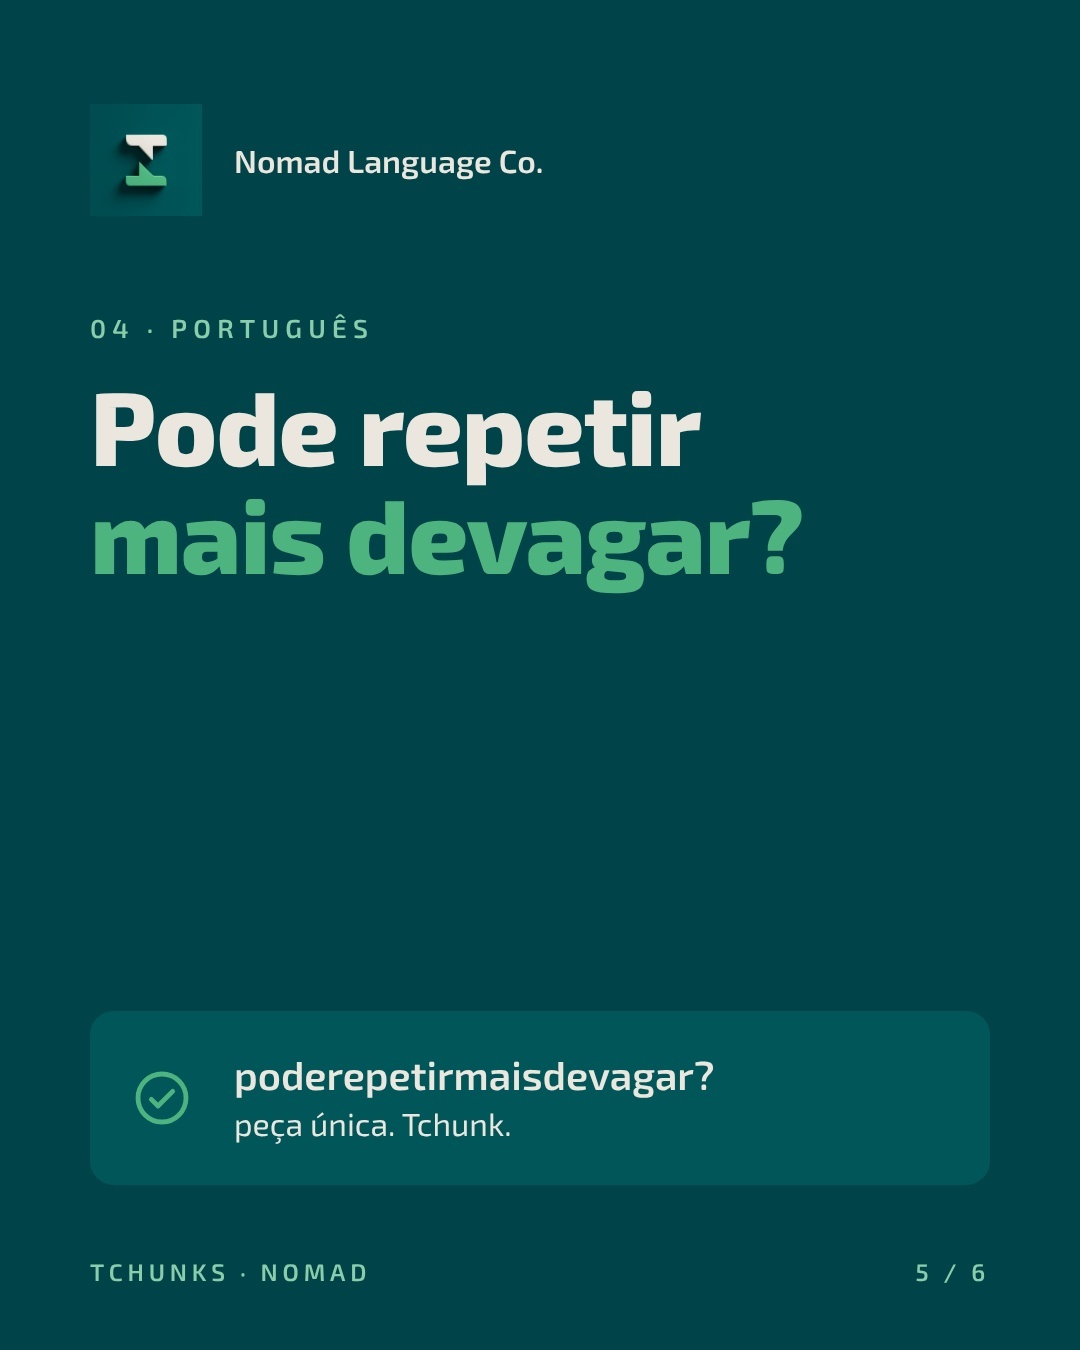 Nomad Language Co.
04 · PORTUGUÊS
Pode repetir
mais devagar?
poderepetirmaisdevagar?
peça única. Tchunk.
TCHUNKS · NOMAD
5 / 6